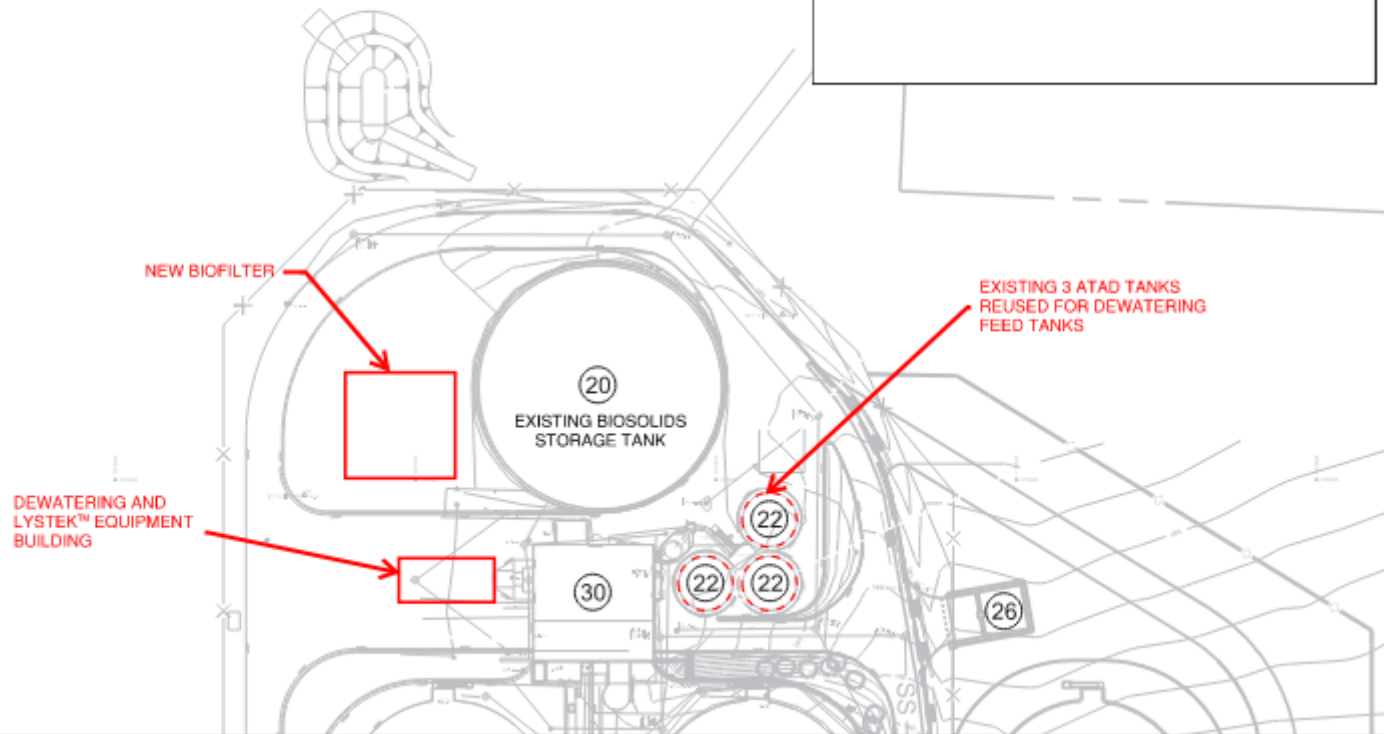 NEW BIOFILTER
EXISTING 3 ATAD TANKS
REUSED FOR DEWATERING
FEED TANKS
20
EXISTING BIOSOLIDS
STORAGE TANK
DEWATERING AND
LYSTEK™ EQUIPMENT
BUILDING
22
30
22
22
26
SS